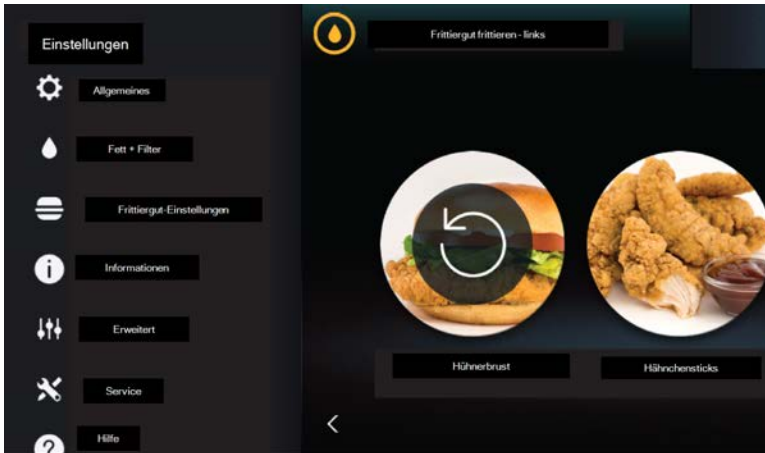 Einstellungen
Allgemeines
Fett + Filter
Frittiergut-Einstellungen
Informationen
Erweitert
Service
Hilfe
Frittiergut frittieren - links
Hühnerbrust
Hähnchensticks